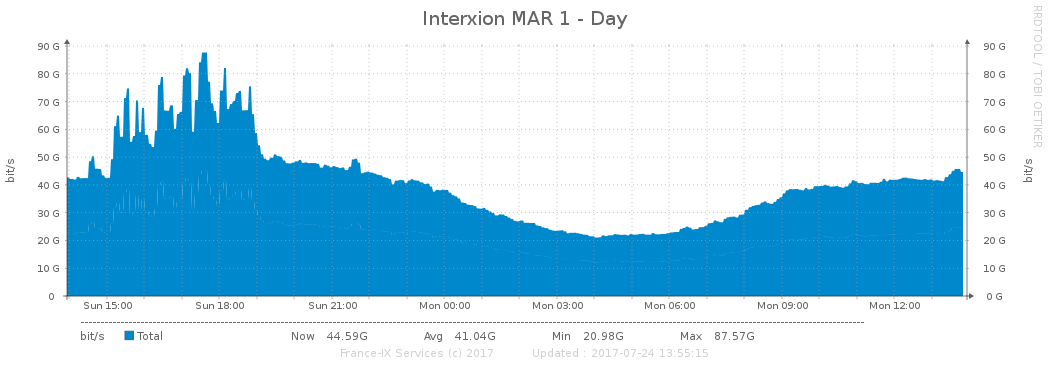 Interxion MAR 1 - Day
RRDTOOL / TOBI OETIKER
90 G 90 G
80 G 80 G
70 G 70 G
60 G 60 G
50 G 50 G
40 G 40 G
30 G 30 G
20 G 20 G
10 G 10 G
0 0 G
bit/s bit/s
Sun 15:00 Sun 18:00 Sun 21:00 Mon 00:00 Mon 03:00 Mon 06:00 Mon 09:00 Mon 12:00
bit/s Total Now 44.59G Avg 41.04G Min 20.98G Max 87.57G
France-IX Services (c) 2017 Updated : 2017-07-24 13:55:15